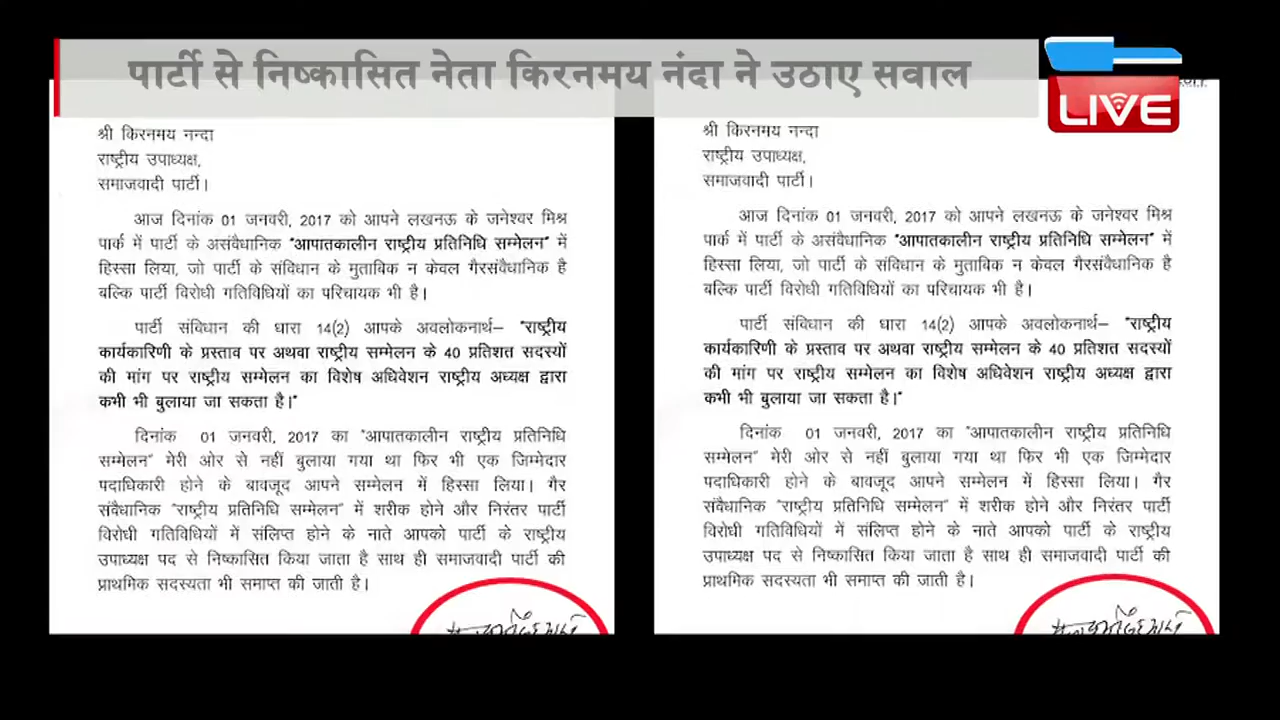 पार्टी से निष्कासित नेता किरनमय नंदा ने उठाए सवाल
LIVE
श्री किरनमय नन्दा
राष्ट्रीय उपाध्यक्ष,
समाजवादी पार्टी।
आज दिनांक 01 जनवरी, 2017 को आपने लखनऊ के जनेश्वर मिश्र
पार्क में पार्टी के असंवैधानिक "आपातकालीन राष्ट्रीय प्रतिनिधि सम्मेलन" में
हिस्सा लिया, जो पार्टी के संविधान के मुताबिक न केवल गैरसंवैधानिक है
बल्कि पार्टी विरोधी गतिविधियों का परिचायक भी है।
पार्टी संविधान की धारा 14(2) आपके अवलोकनार्थ– "राष्ट्रीय
कार्यकारिणी के प्रस्ताव पर अथवा राष्ट्रीय सम्मेलन के 40 प्रतिशत सदस्यों
की मांग पर राष्ट्रीय सम्मेलन का विशेष अधिवेशन राष्ट्रीय अध्यक्ष द्वारा
कभी भी बुलाया जा सकता है।"
दिनांक 01 जनवरी, 2017 का "आपातकालीन राष्ट्रीय प्रतिनिधि
सम्मेलन" मेरी ओर से नहीं बुलाया गया था फिर भी एक जिम्मेदार
पदाधिकारी होने के बावजूद आपने सम्मेलन में हिस्सा लिया। गैर
संवैधानिक "राष्ट्रीय प्रतिनिधि सम्मेलन" में शरीक होने और निरंतर पार्टी
विरोधी गतिविधियों में संलिप्त होने के नाते आपको पार्टी के राष्ट्रीय
उपाध्यक्ष पद से निष्कासित किया जाता है साथ ही समाजवादी पार्टी की
प्राथमिक सदस्यता भी समाप्त की जाती है।
श्री किरनमय नन्दा
राष्ट्रीय उपाध्यक्ष,
समाजवादी पार्टी।
आज दिनांक 01 जनवरी, 2017 को आपने लखनऊ के जनेश्वर मिश्र
पार्क में पार्टी के असंवैधानिक "आपातकालीन राष्ट्रीय प्रतिनिधि सम्मेलन" में
हिस्सा लिया, जो पार्टी के संविधान के मुताबिक न केवल गैरसंवैधानिक है
बल्कि पार्टी विरोधी गतिविधियों का परिचायक भी है।
पार्टी संविधान की धारा 14(2) आपके अवलोकनार्थ– "राष्ट्रीय
कार्यकारिणी के प्रस्ताव पर अथवा राष्ट्रीय सम्मेलन के 40 प्रतिशत सदस्यों
की मांग पर राष्ट्रीय सम्मेलन का विशेष अधिवेशन राष्ट्रीय अध्यक्ष द्वारा
कभी भी बुलाया जा सकता है।"
दिनांक 01 जनवरी, 2017 का "आपातकालीन राष्ट्रीय प्रतिनिधि
सम्मेलन" मेरी ओर से नहीं बुलाया गया था फिर भी एक जिम्मेदार
पदाधिकारी होने के बावजूद आपने सम्मेलन में हिस्सा लिया। गैर
संवैधानिक "राष्ट्रीय प्रतिनिधि सम्मेलन" में शरीक होने और निरंतर पार्टी
विरोधी गतिविधियों में संलिप्त होने के नाते आपको पार्टी के राष्ट्रीय
उपाध्यक्ष पद से निष्कासित किया जाता है साथ ही समाजवादी पार्टी की
प्राथमिक सदस्यता भी समाप्त की जाती है।